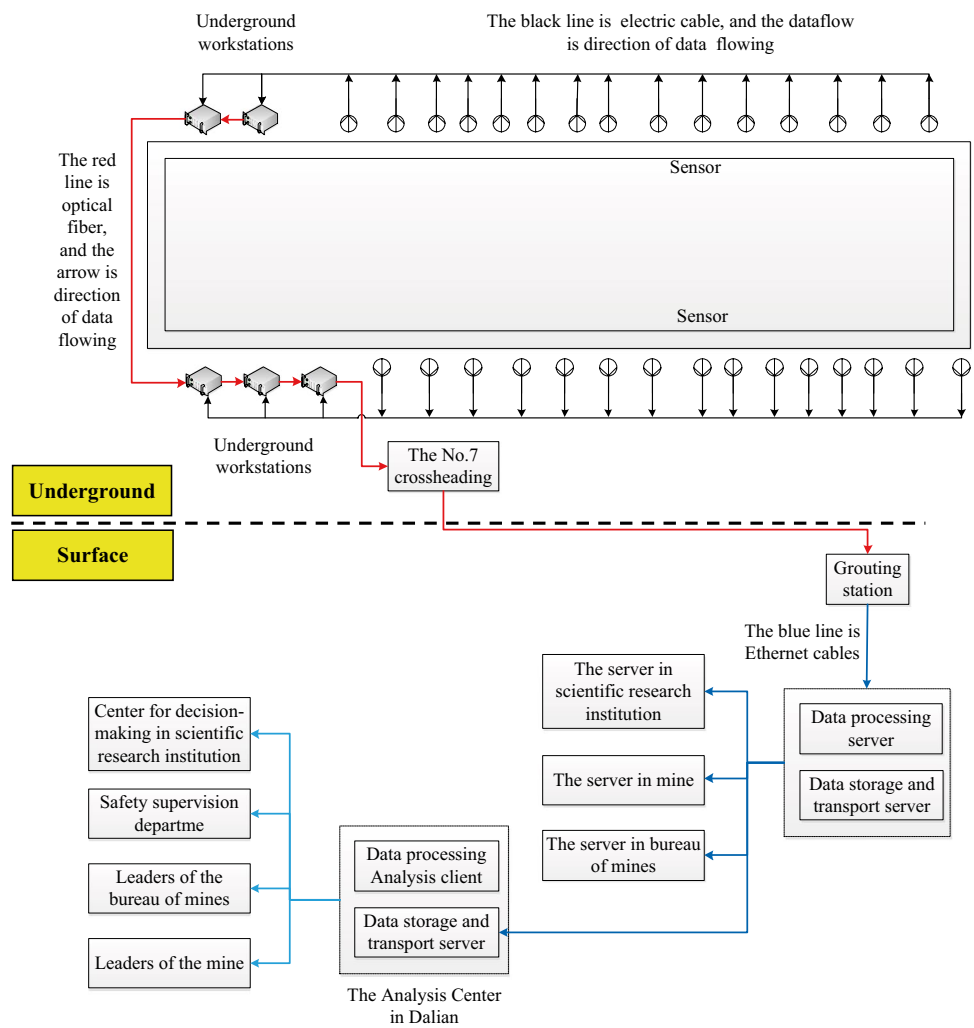 Underground
workstations
The black line is electric cable, and the dataflow
is direction of data flowing
The red
line is
optical
fiber,
and the
arrow is
direction
of data
flowing
Sensor
Sensor
Underground
workstations
The No.7
crossheading
Underground
Surface
Grouting
station
The blue line is
Ethernet cables
The server in
scientific research
institution
Data processing
server
Center for decision-
making in scientific
research institution
The server in mine
Data storage and
transport server
Safety supervision
departme
The server in bureau
of mines
Data processing
Analysis client
Leaders of the
bureau of mines
Data storage and
transport server
Leaders of the mine
The Analysis Center
in Dalian